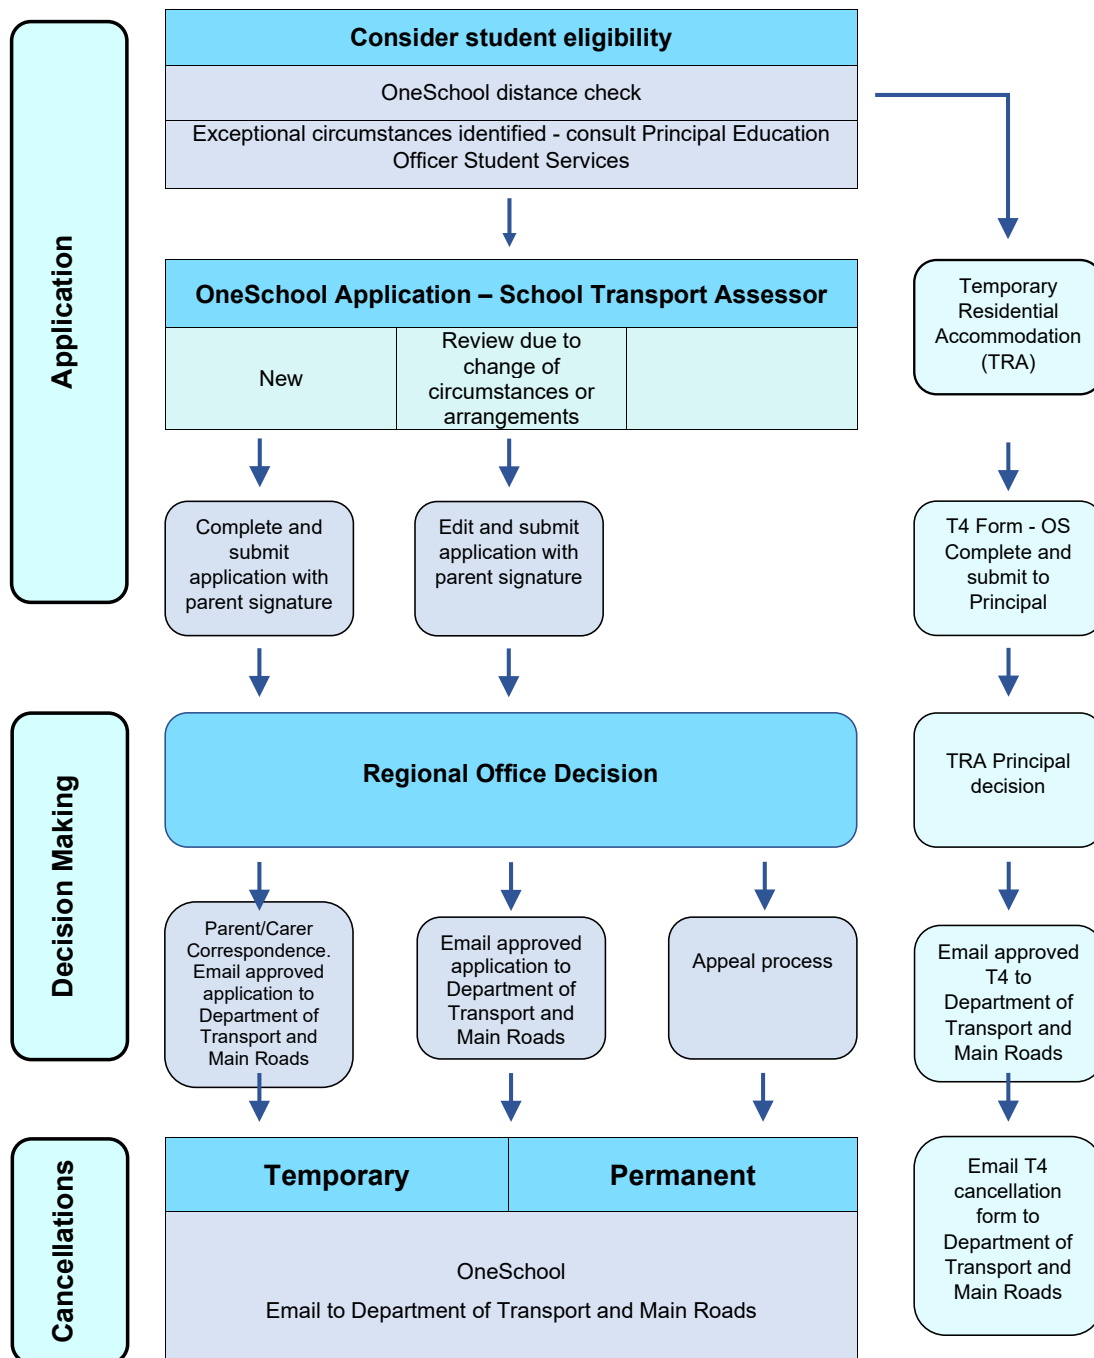 Application
Consider student eligibility
OneSchool distance check
Exceptional circumstances identified - consult Principal Education
Officer Student Services
OneSchool Application – School Transport Assessor
New
Review due to
change of
circumstances or
arrangements
Temporary
Residential
Accommodation
(TRA)
Complete and
submit
application with
parent signature
Edit and submit
application with
parent signature
T4 Form - OS
Complete and
submit to
Principal
Decision Making
Regional Office Decision
TRA Principal
decision
Parent/Carer
Correspondence.
Email approved
application to
Department of
Transport and
Main Roads
Email approved
application to
Department of
Transport and
Main Roads
Appeal process
Email approved
T4 to
Department of
Transport and
Main Roads
Cancellations
Temporary
Permanent
OneSchool
Email to Department of Transport and Main Roads
Email T4
cancellation
form to
Department of
Transport and
Main Roads